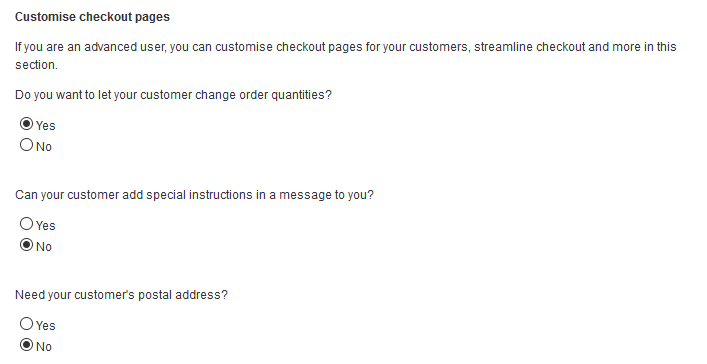 Customise checkout pages
If you are an advanced user, you can customise checkout pages for your customers, streamline checkout and more in this
section.
Do you want to let your customer change order quantities?
Yes
No
Can your customer add special instructions in a message to you?
Yes
No
Need your customer's postal address?
Yes
No